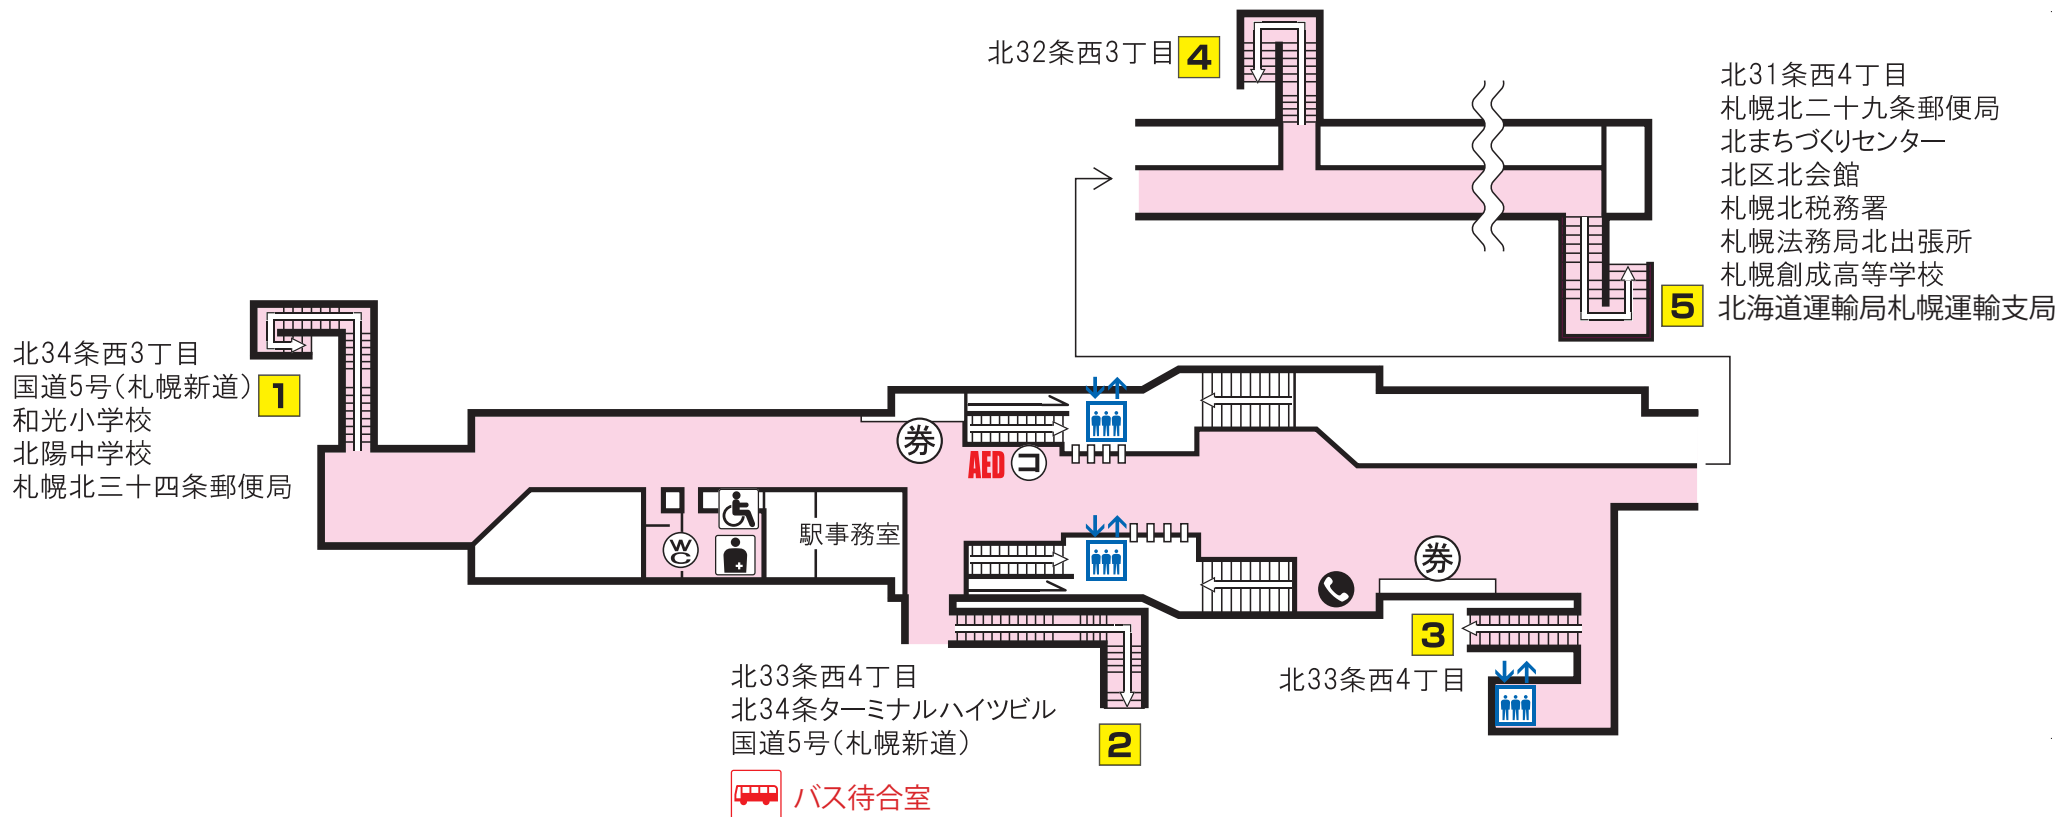 北32条西3丁目
4
北31条西4丁目
札幌北二十九条郵便局
北まちづくりセンター
北区北会館
札幌北税務署
札幌法務局北出張所
札幌創成高等学校
5
北海道運輸局札幌運輸支局
北34条西3丁目
国道5号（札幌新道）
1
和光小学校
北陽中学校
札幌北三十四条郵便局
券
AED
コ
WC
駅事務室
券
3
北33条西4丁目
北33条西4丁目
北34条ターミナルハイツビル
国道5号（札幌新道）
2
バス待合室